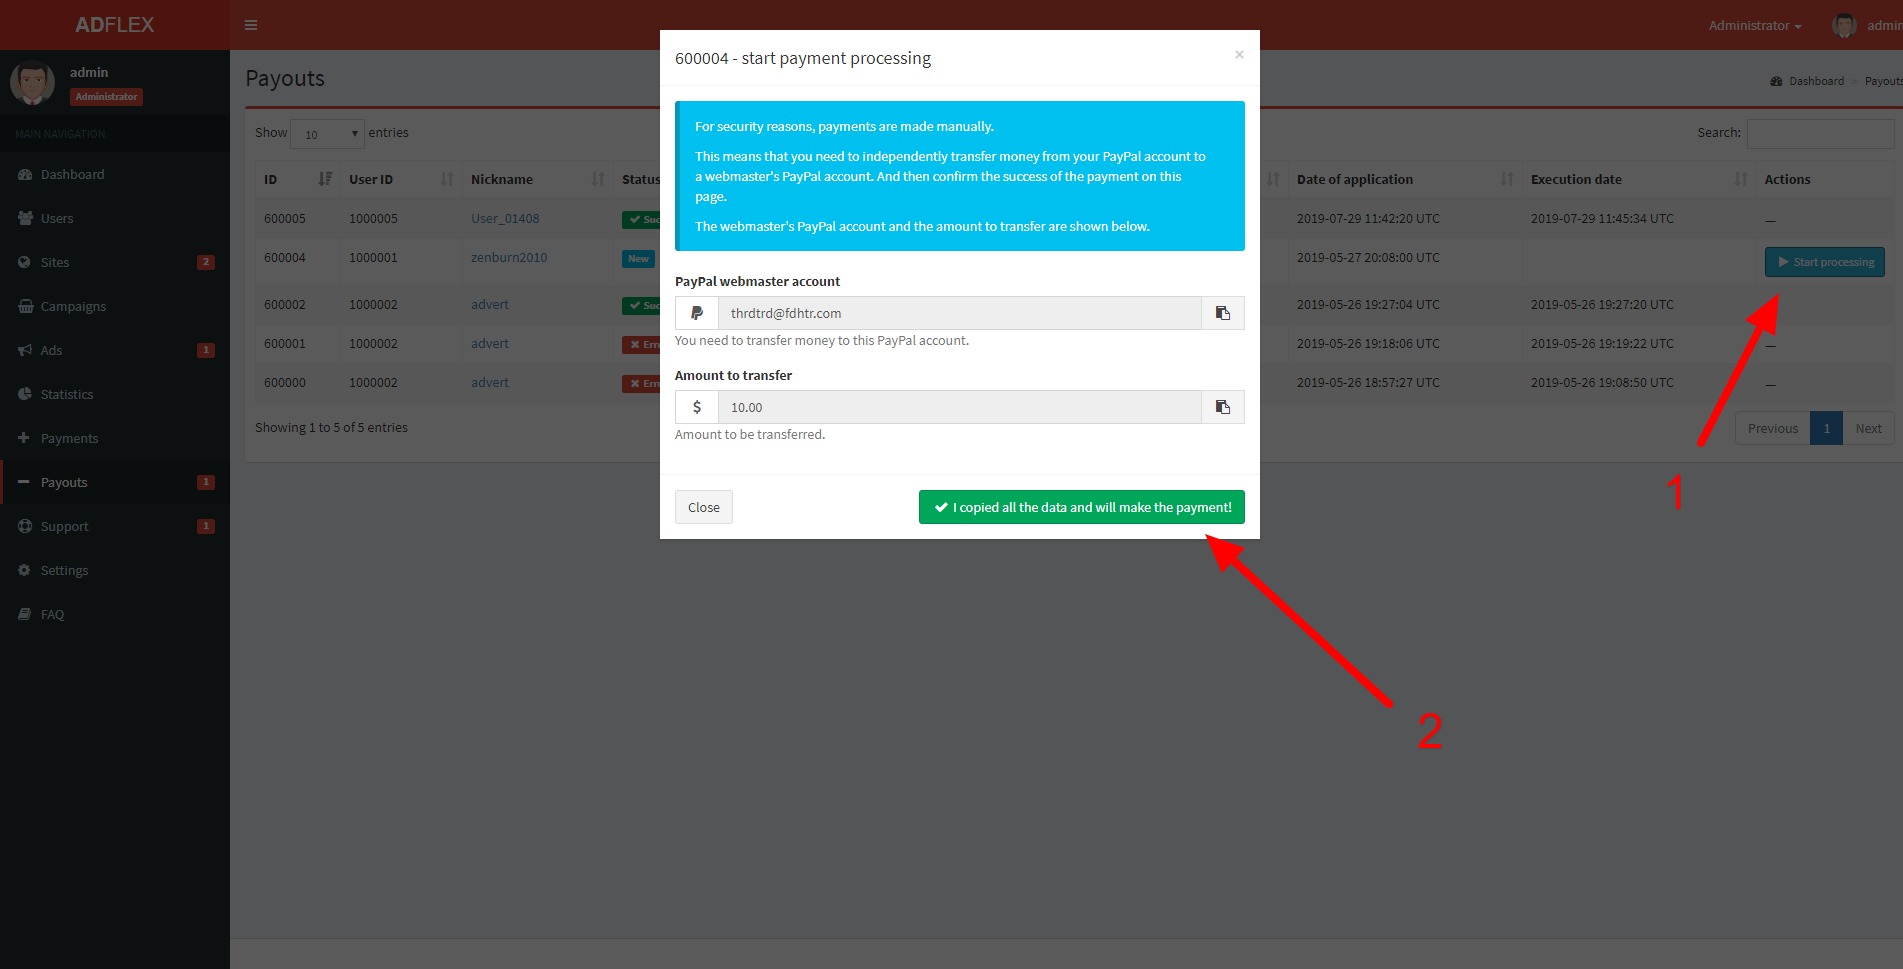 ADFLEX
Administrator
admin
admin
Administrator
MAIN NAVIGATION
Dashboard
Users
Sites 2
Campaigns
Ads 1
Statistics
Payments
Payouts 1
Support 1
Settings
FAQ
Payouts
Dashboard > Payouts
Show 10 entries
Search:
ID User ID Nickname Status Date of application Execution date Actions
600005 1000005 User_01408 Suc 2019-07-29 11:42:20 UTC 2019-07-29 11:45:34 UTC —
600004 1000001 zenburn2010 New 2019-05-27 20:08:00 UTC Start processing
600002 1000002 advert Suc 2019-05-26 19:27:04 UTC 2019-05-26 19:27:20 UTC
600001 1000002 advert Erro 2019-05-26 19:18:06 UTC 2019-05-26 19:19:22 UTC —
600000 1000002 advert Erro 2019-05-26 18:57:27 UTC 2019-05-26 19:08:50 UTC —
Showing 1 to 5 of 5 entries
Previous 1 Next
600004 - start payment processing
×
For security reasons, payments are made manually.
This means that you need to independently transfer money from your PayPal account to
a webmaster's PayPal account. And then confirm the success of the payment on this
page.
The webmaster's PayPal account and the amount to transfer are shown below.
PayPal webmaster account
thrdtrd@fdhtr.com
You need to transfer money to this PayPal account.
Amount to transfer
$ 10.00
Amount to be transferred.
Close
I copied all the data and will make the payment!
1
2